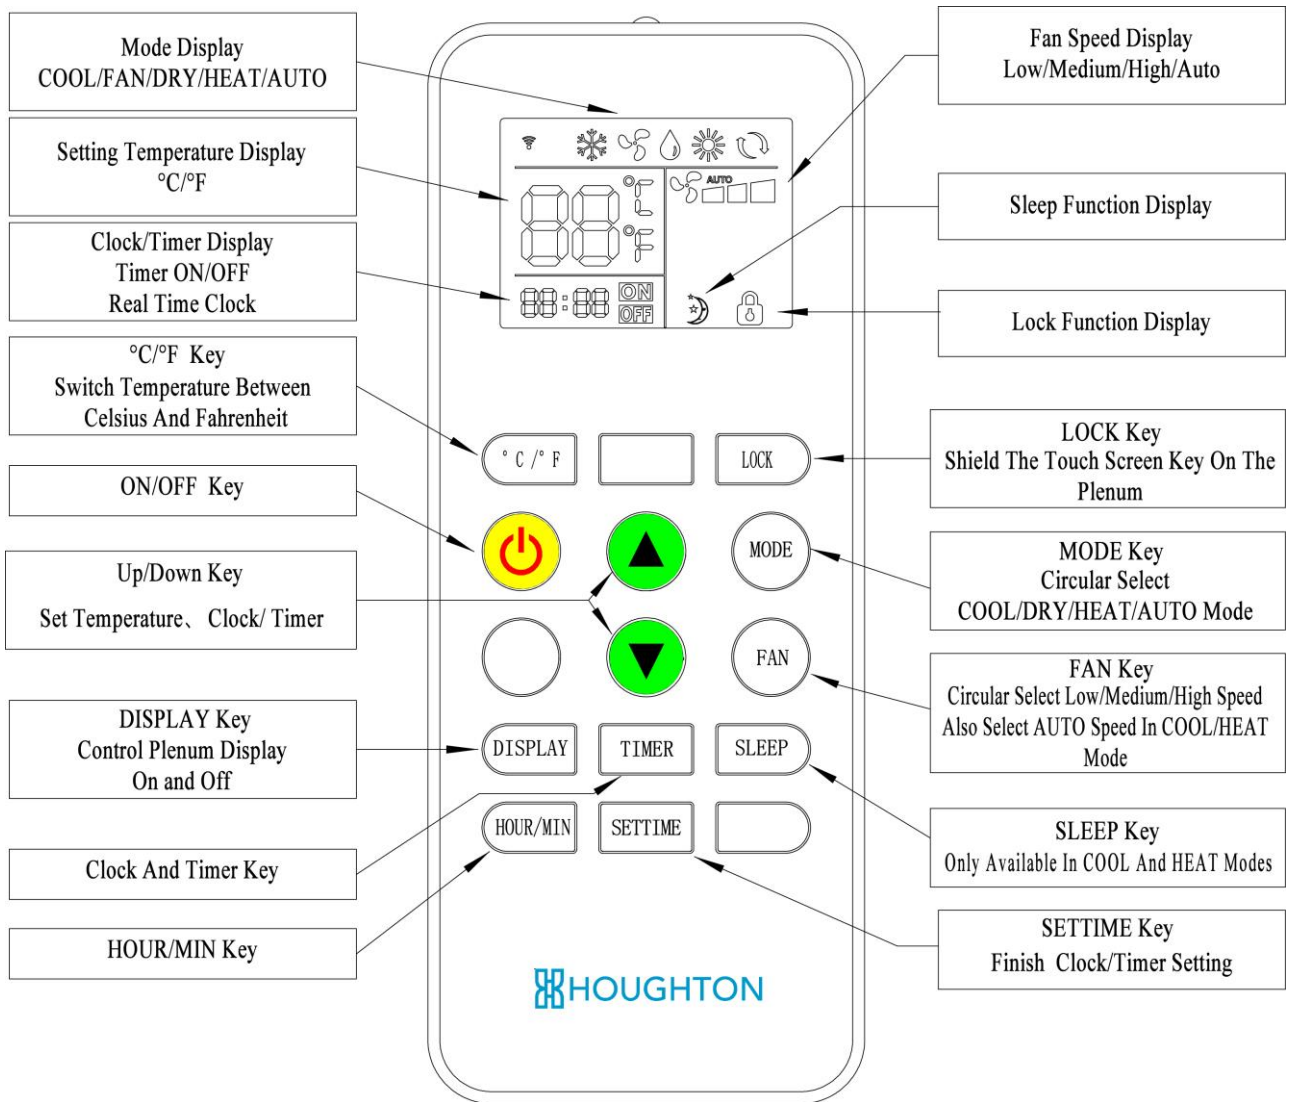 Mode Display
COOL/FAN/DRY/HEAT/AUTO
Setting Temperature Display
°C/°F
Clock/Timer Display
Timer ON/OFF
Real Time Clock
°C/°F Key
Switch Temperature Between
Celsius And Fahrenheit
ON/OFF Key
Up/Down Key
Set Temperature、 Clock/ Timer
DISPLAY Key
Control Plenum Display
On and Off
Clock And Timer Key
HOUR/MIN Key
AUTO
88
°C
°F
88:88
ON
OFF
° C /° F
LOCK
MODE
FAN
DISPLAY
TIMER
SLEEP
HOUR/MIN
SETTIME
HOUGHTON
Fan Speed Display
Low/Medium/High/Auto
Sleep Function Display
Lock Function Display
LOCK Key
Shield The Touch Screen Key On The
Plenum
MODE Key
Circular Select
COOL/DRY/HEAT/AUTO Mode
FAN Key
Circular Select Low/Medium/High Speed
Also Select AUTO Speed In COOL/HEAT
Mode
SLEEP Key
Only Available In COOL And HEAT Modes
SETTIME Key
Finish Clock/Timer Setting